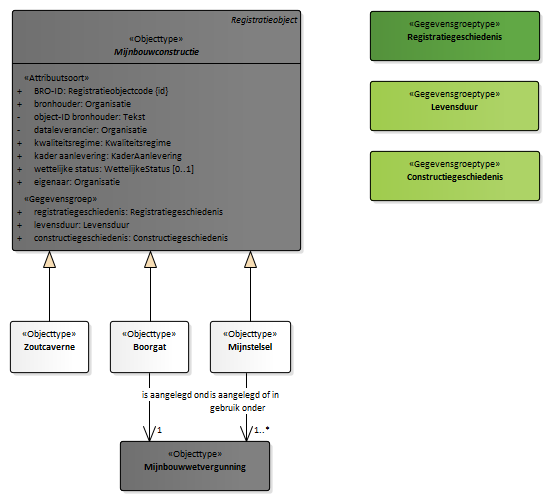 Registratieobject
«Objecttype»
Mijnbouwconstructie
«Attribuutsoort»
+ BRO-ID: Registratieobjectcode {id}
+ bronhouder: Organisatie
- object-ID bronhouder: Tekst
- dataleverancier: Organisatie
+ kwaliteitsregime: Kwaliteitsregime
+ kader aanlevering: KaderAanlevering
+ wettelijke status: WettelijkeStatus [0..1]
+ eigenaar: Organisatie
«Gegevensgroep»
+ registratiegeschiedenis: Registratiegeschiedenis
+ levensduur: Levensduur
+ constructiegeschiedenis: Constructiegeschiedenis
«Gegevensgroeptype»
Registratiegeschiedenis
«Gegevensgroeptype»
Levensduur
«Gegevensgroeptype»
Constructiegeschiedenis
«Objecttype»
Zoutcaverne
«Objecttype»
Boorgat
«Objecttype»
Mijnstelsel
is aangelegd ond
is aangelegd of in
gebruik onder
1
1..*
«Objecttype»
Mijnbouwwetvergunning